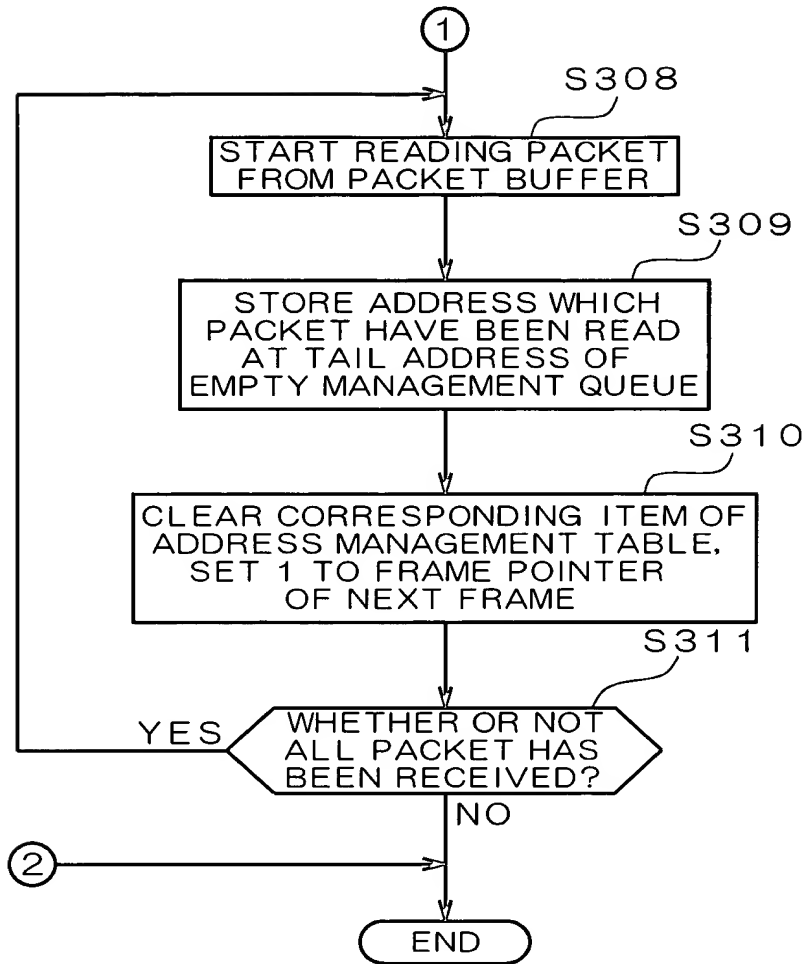 1
S308
START READING PACKET
FROM PACKET BUFFER
S309
STORE ADDRESS WHICH
PACKET HAVE BEEN READ
AT TAIL ADDRESS OF
EMPTY MANAGEMENT QUEUE
S310
CLEAR CORRESPONDING ITEM OF
ADDRESS MANAGEMENT TABLE,
SET 1 TO FRAME POINTER
OF NEXT FRAME
S311
YES
WHETHER OR NOT
ALL PACKET HAS
BEEN RECEIVED?
NO
2
END